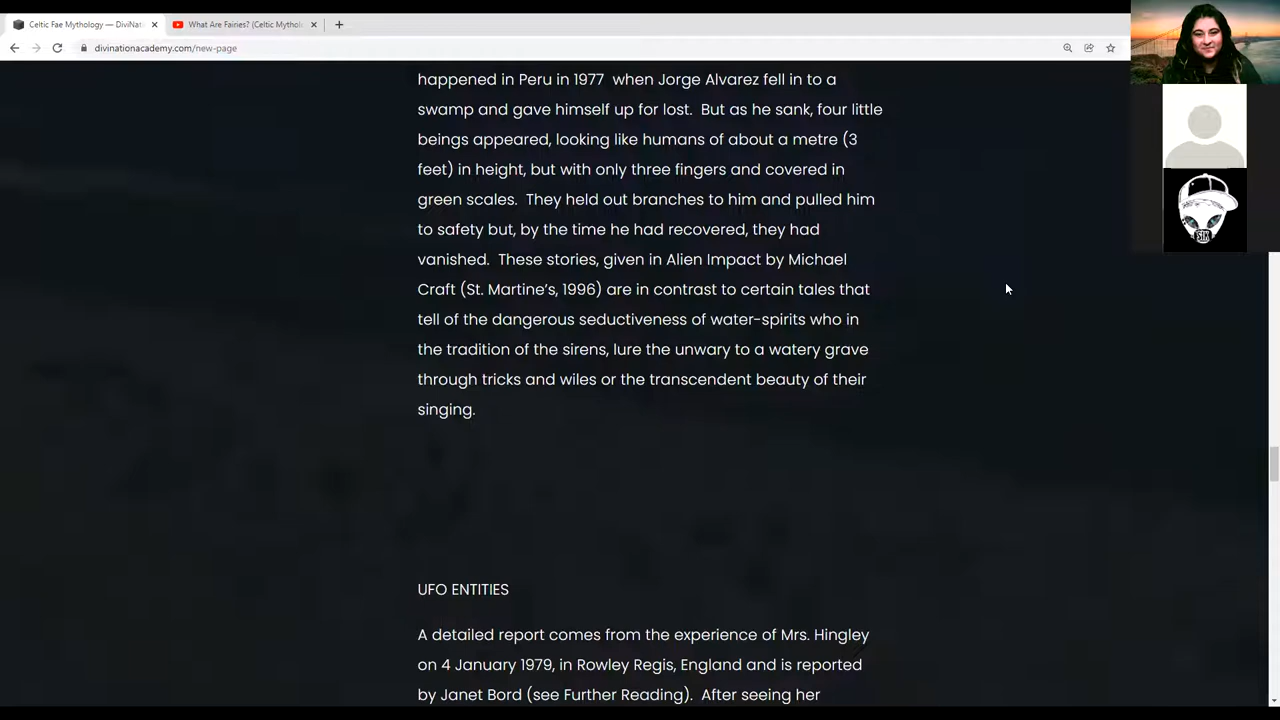 Celtic Fae Mythology — DiviNat
What Are Fairies? (Celtic Mythol
divinationacademy.com/new-page
happened in Peru in 1977 when Jorge Alvarez fell in to a
swamp and gave himself up for lost. But as he sank, four little
beings appeared, looking like humans of about a metre (3
feet) in height, but with only three fingers and covered in
green scales. They held out branches to him and pulled him
to safety but, by the time he had recovered, they had
vanished. These stories, given in Alien Impact by Michael
Craft (St. Martine's, 1996) are in contrast to certain tales that
tell of the dangerous seductiveness of water-spirits who in
the tradition of the sirens, lure the unwary to a watery grave
through tricks and wiles or the transcendent beauty of their
singing.
UFO ENTITIES
A detailed report comes from the experience of Mrs. Hingley
on 4 January 1979, in Rowley Regis, England and is reported
by Janet Bord (see Further Reading). After seeing her